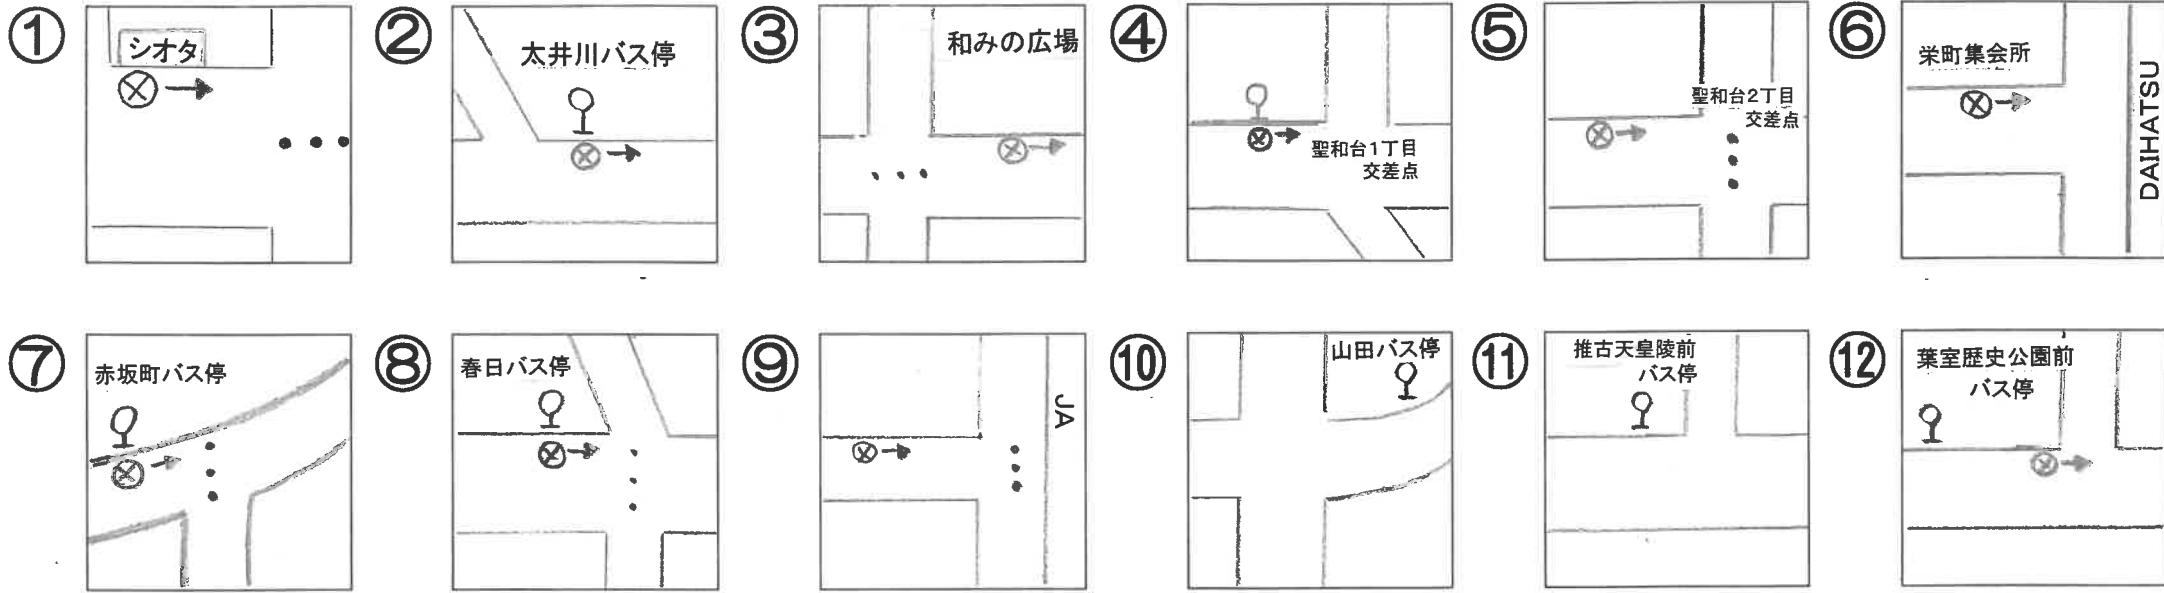 ①
シオタ
②
太井川バス停
③
和みの広場
④
聖和台1丁目
交差点
⑤
聖和台2丁目
交差点
⑥
栄町集会所
DAIHATSU
⑦
赤坂町バス停
⑧
春日バス停
⑨
JA
⑩
山田バス停
⑪
推古天皇陵前
バス停
⑫
葉室歴史公園前
バス停